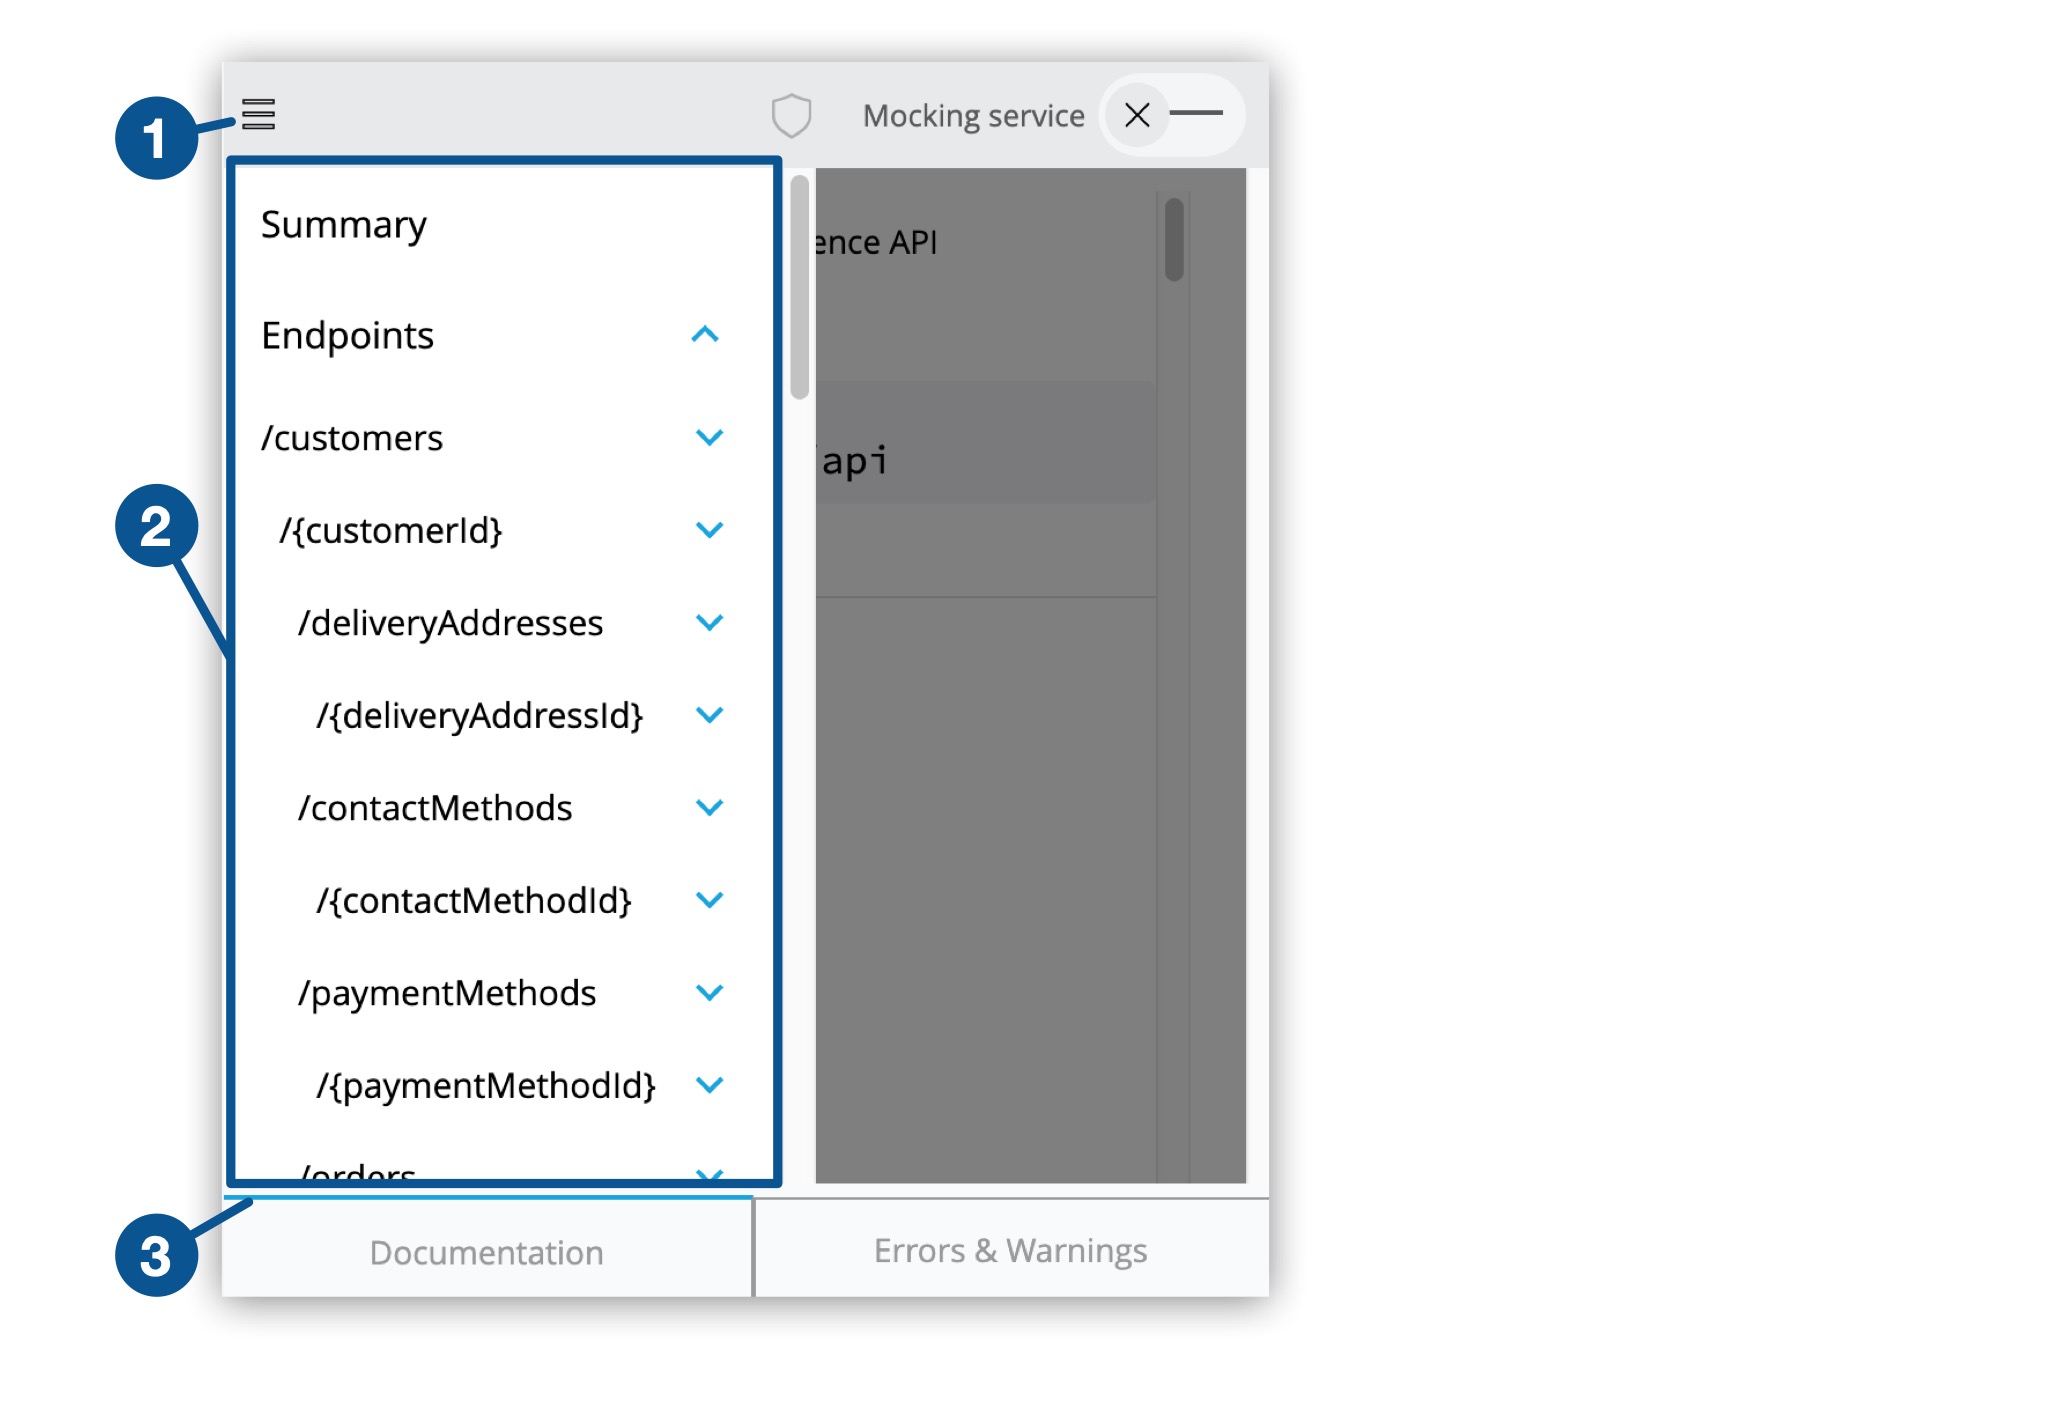 1
Mocking service
Summary
ence API
Endpoints
/customers
/api
2
/{customerId}
/deliveryAddresses
/{deliveryAddressId}
/contactMethods
/{contactMethodId}
/paymentMethods
/{paymentMethodId}
/orders
3
Documentation
Errors & Warnings